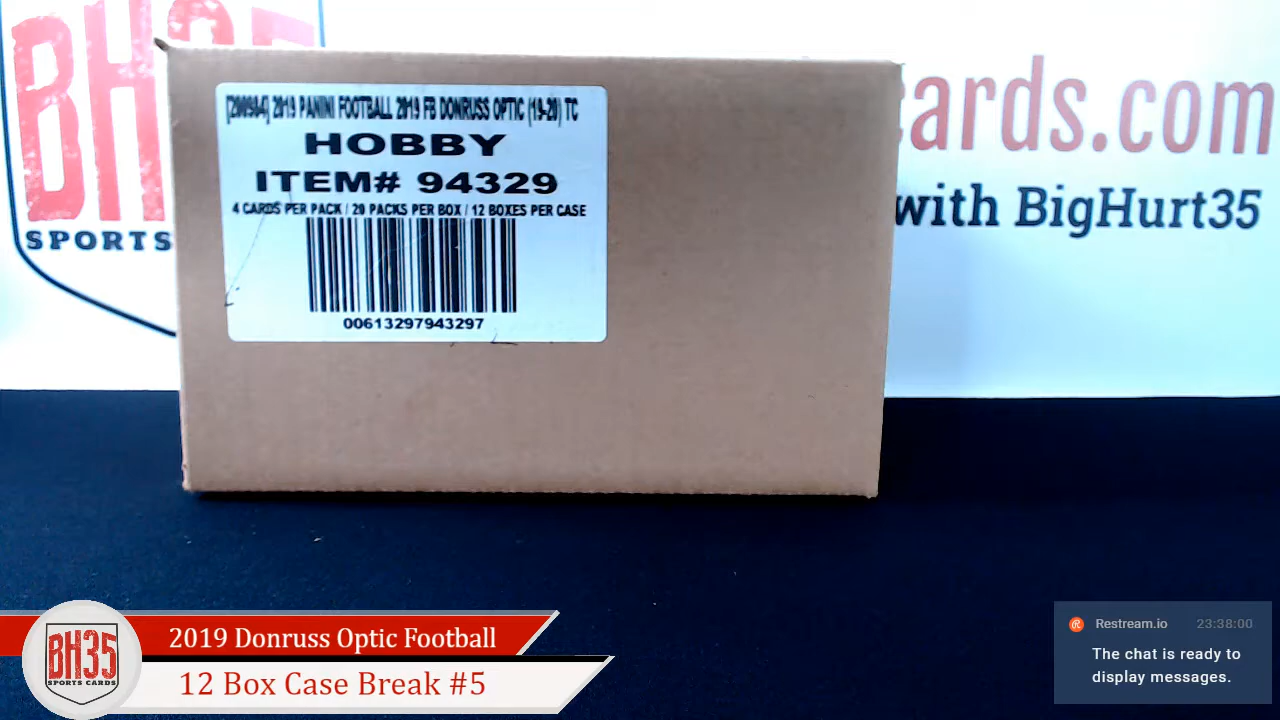 BH35
SPORTS
cards.com
with BigHurt35
[200904] 2019 PANINI FOOTBALL 2019 FB DONRUSS OPTIC (19-20) TC
HOBBY
ITEM# 94329
4 CARDS PER PACK / 20 PACKS PER BOX / 12 BOXES PER CASE
00613297943297
BH35
SPORTS CARDS
2019 Donruss Optic Football
12 Box Case Break #5
Restream.io 23:38:00
The chat is ready to
display messages.